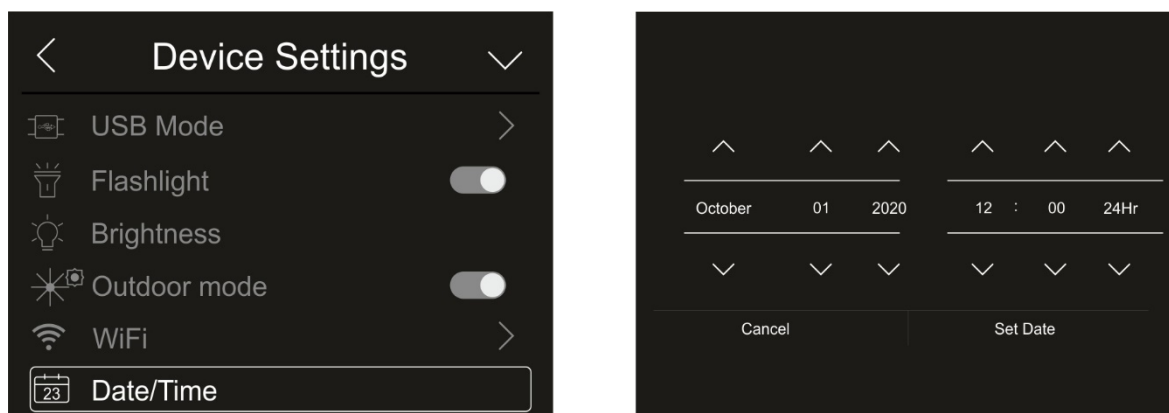 Device Settings
USB Mode
Flashlight
Brightness
Outdoor mode
WiFi
23 Date/Time
October 01 2020 12 : 00 24Hr
Cancel Set Date